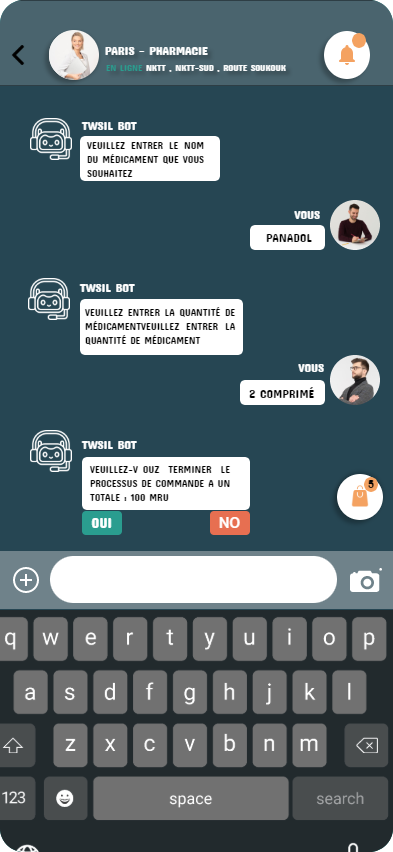 PARIS - PHARMACIE
EN LIGNE NKTT , NKTT-SUD , ROUTE SOUKOUK
TWSIL BOT
VEUILLEZ ENTRER LE NOM
DU MÉDICAMENT QUE VOUS
SOUHAITEZ
VOUS
PANADOL
TWSIL BOT
VEUILLEZ ENTRER LA QUANTITÉ DE
MÉDICAMENTVEUILLEZ ENTRER LA
QUANTITÉ DE MÉDICAMENT
VOUS
2 COMPRIMÉ
TWSIL BOT
VEUILLEZ-V OUZ TERMINER LE
PROCESSUS DE COMMANDE A UN
TOTALE : 100 MRU
5
OUI NO
q w e r t y u i o p
a s d f g h j k l
z x c v b n m
123 space search